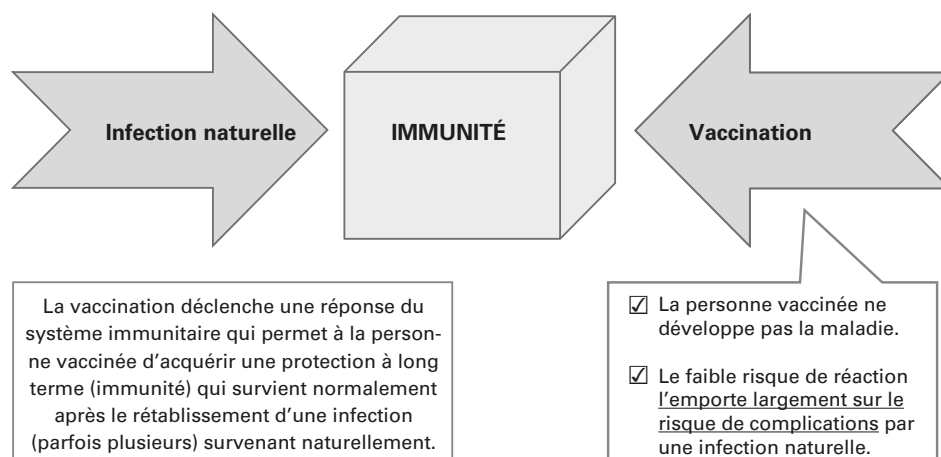 Infection naturelle
IMMUNITÉ
Vaccination
La vaccination déclenche une réponse du
système immunitaire qui permet à la person-
ne vaccinée d'acquérir une protection à long
terme (immunité) qui survient normalement
après le rétablissement d'une infection
(parfois plusieurs) survenant naturellement.
☑ La personne vaccinée ne
développe pas la maladie.
☑ Le faible risque de réaction
l'emporte largement sur le
risque de complications par
une infection naturelle.